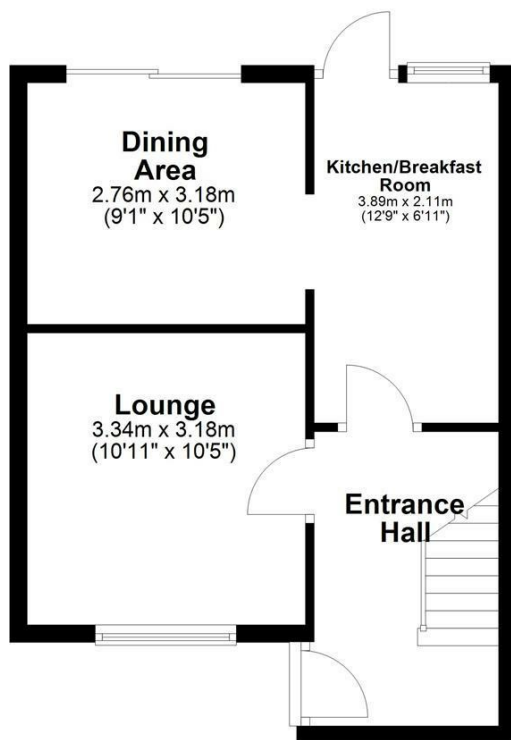 Dining
Area
2.76m x 3.18m
(9'1" x 10'5")
Kitchen/Breakfast
Room
3.89m x 2.11m
(12'9" x 6'11")
Lounge
3.34m x 3.18m
(10'11" x 10'5")
Entrance
Hall